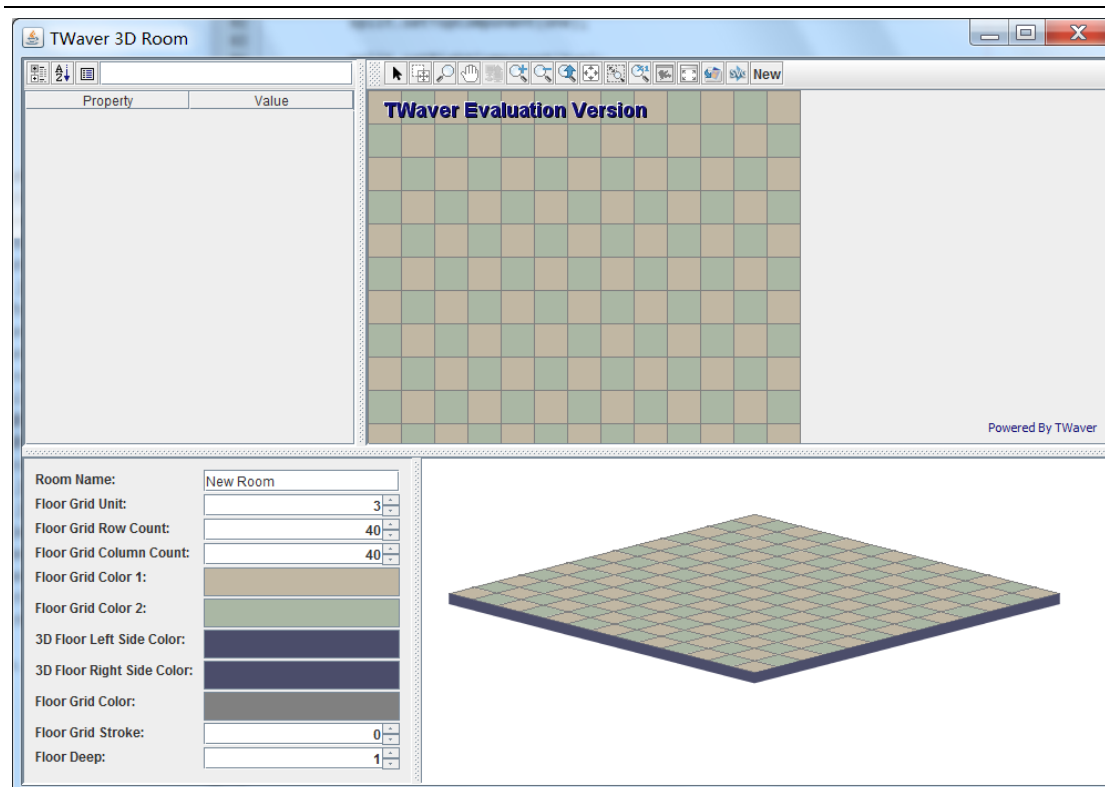 TWaver 3D Room
New
Property Value
TWaver Evaluation Version
Powered By TWaver
Room Name: New Room
Floor Grid Unit: 3
Floor Grid Row Count: 40
Floor Grid Column Count: 40
Floor Grid Color 1:
Floor Grid Color 2:
3D Floor Left Side Color:
3D Floor Right Side Color:
Floor Grid Color:
Floor Grid Stroke: 0
Floor Deep: 1